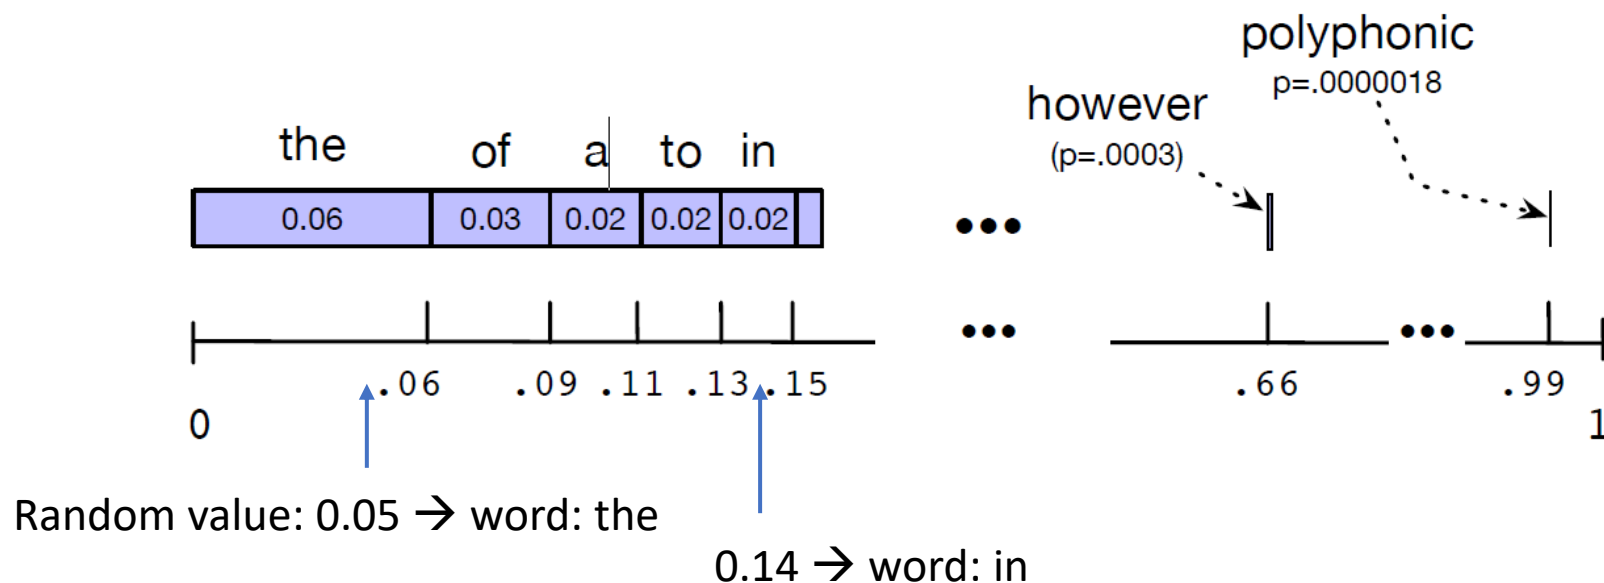 polyphonic
p=.0000018
however
(p=.0003)
the of a to in
0.06 0.03 0.02 0.02 0.02
••• 
••• •••
.06 .09 .11 .13 .15 .66 .99
0 1
Random value: 0.05 → word: the
0.14 → word: in